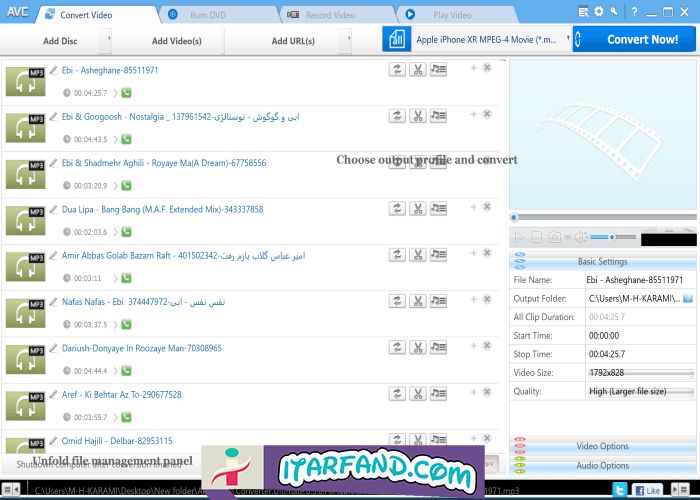 AVC
Convert Video
Burn DVD
Record Video
Play Video
?
Add Disc
Add Video(s)
Add URL(s)
all
Apple iPhone XR MPEG-4 Movie (*.m...
Convert Now!
MP3
Ebi - Asheghane-85511971
00:04:25.7
MP3
Ebi & Googoosh - Nostalgia _ ابی و گوگوش - نوستالژی-137961542
00:04:43.5
MP3
Ebi & Shadmehr Aghili - Royaye Ma(A Dream)-67758556
00:03:20.9
Choose output profile and convert
MP3
Dua Lipa - Bang Bang (M.A.F. Extended Mix)-343337858
00:02:03.6
MP3
Amir Abbas Golab Bazam Raft - امیر عباس گلاب بازم رفت-401502342
00:03:11
MP3
Nafas Nafas - Ebi نفس نفس - ابی-374447972
00:03:37.5
MP3
Dariush-Donyaye In Roozaye Man-70308965
00:04:44.4
MP3
Aref - Ki Behtar Az To-290677528
00:03:55.7
MP3
Omid Hajili - Delbar-82953115
Unfold file management panel
Shutdown computer after conversion finished
OFF
Basic Settings
File Name: Ebi - Asheghane-85511971
Output Folder: C:\Users\M-H-KARAMI\...
All Clip Duration: 00:04:25.7
Start Time: 00:00:00
Stop Time: 00:04:25.7
Video Size: 1792x828
Quality: High (Larger file size)
Video Options
Audio Options
ITARFAND.COM
C:\Users\M-H-KARAMI\Desktop\New folder\A
971.mp3
Like